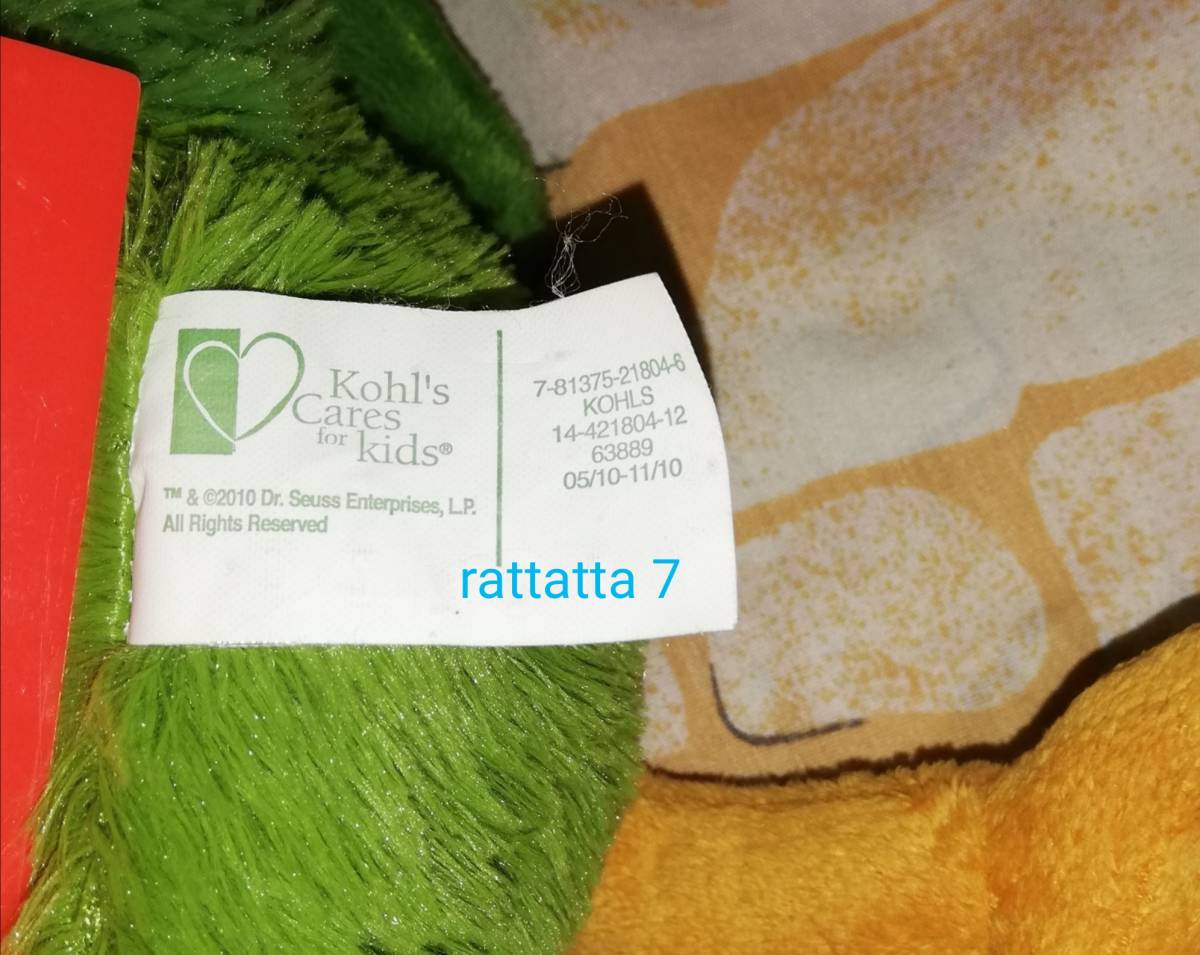 Kohl's
Cares
for kids®
™ & ©2010 Dr. Seuss Enterprises, L.P.
All Rights Reserved
7-81375-21804-6
KOHLS
14-421804-12
63889
05/10-11/10
rattatta 7